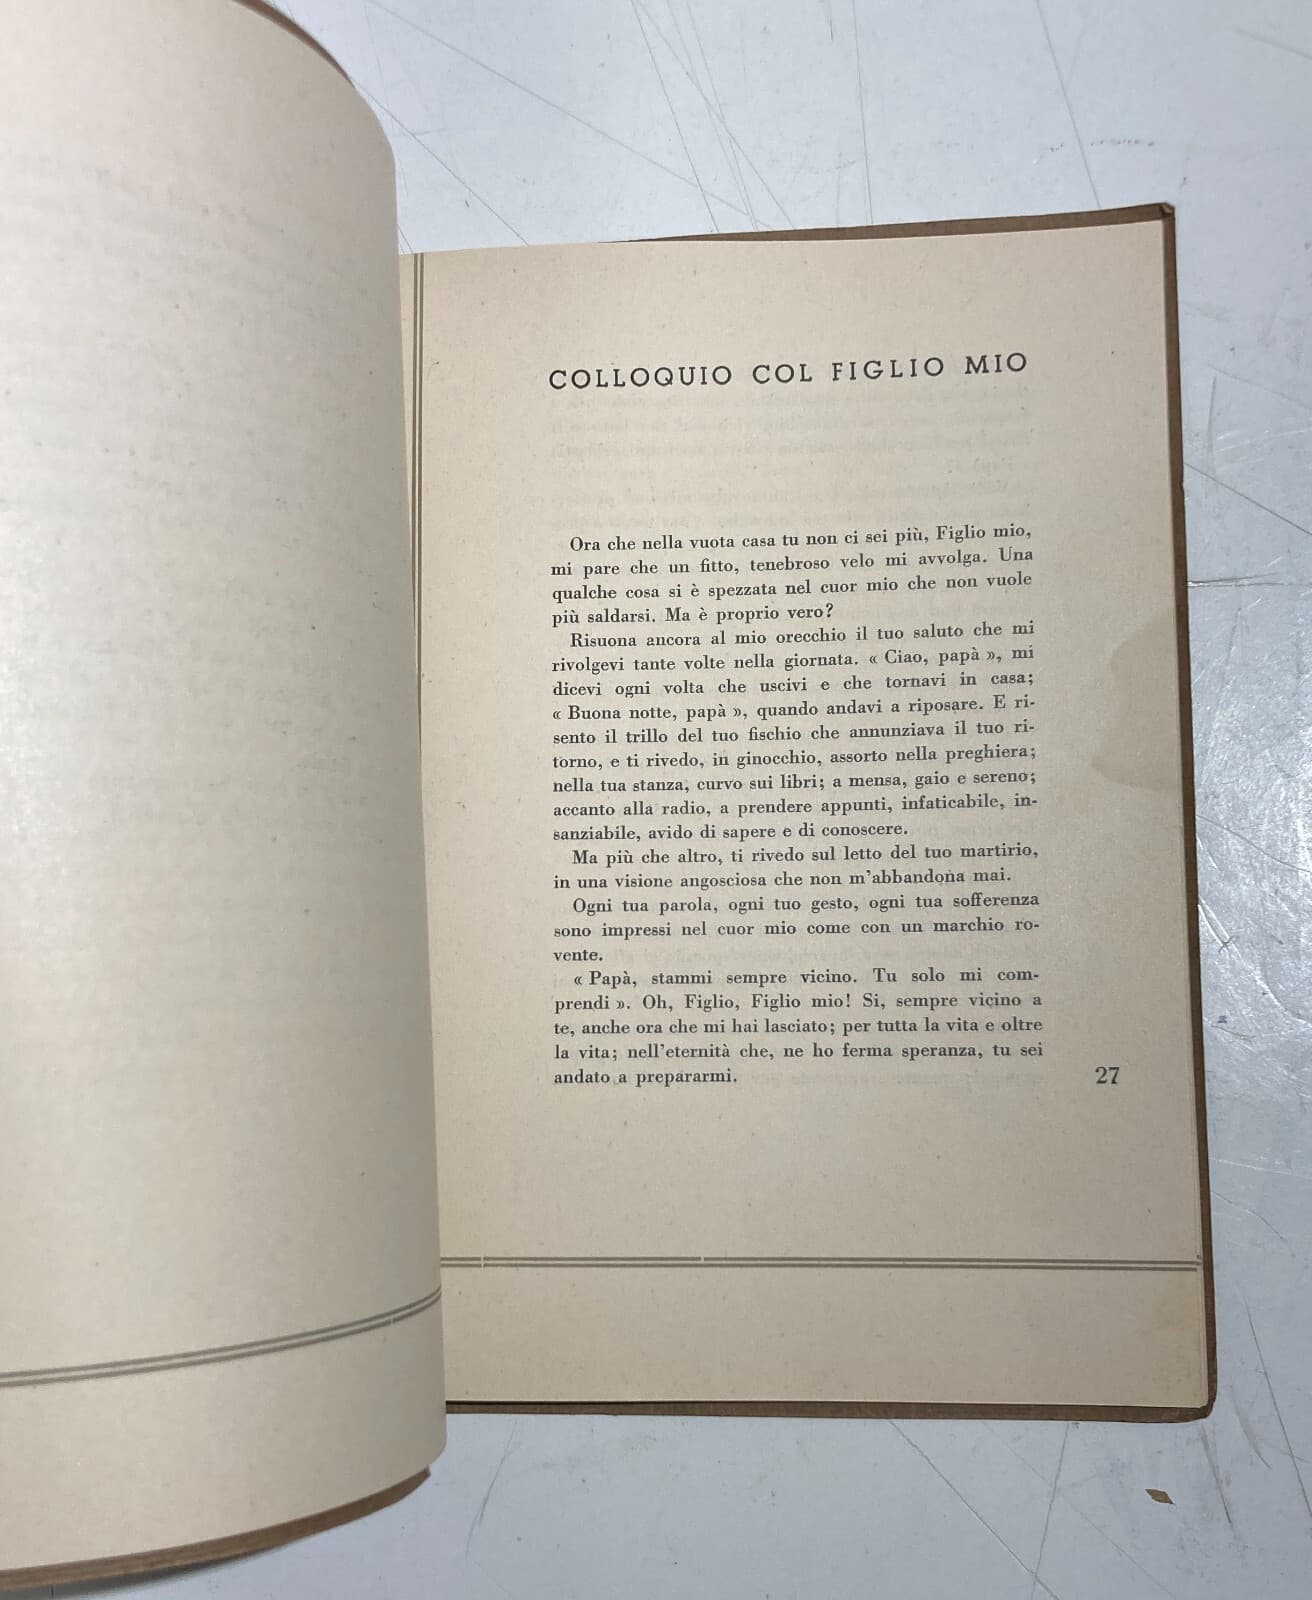 COLLOQUIO COL FIGLIO MIO
Ora che nella vuota casa tu non ci sei più, Figlio mio,
mi pare che un fitto, tenebroso velo mi avvolga. Una
qualche cosa si è spezzata nel cuor mio che non vuole
più saldarsi. Ma è proprio vero?
Risuona ancora al mio orecchio il tuo saluto che mi
rivolgevi tante volte nella giornata. « Ciao, papà », mi
dicevi ogni volta che uscivi e che tornavi in casa;
« Buona notte, papà », quando andavi a riposare. E ri-
sento il trillo del tuo fischio che annunziava il tuo ri-
torno, e ti rivedo, in ginocchio, assorto nella preghiera;
nella tua stanza, curvo sui libri; a mensa, gaio e sereno;
accanto alla radio, a prendere appunti, infaticabile, in-
sanziabile, avido di sapere e di conoscere.
Ma più che altro, ti rivedo sul letto del tuo martirio,
in una visione angosciosa che non m'abbandona mai.
Ogni tua parola, ogni tuo gesto, ogni tua sofferenza
sono impressi nel cuor mio come con un marchio ro-
vente.
« Papà, stammi sempre vicino. Tu solo mi com-
prendi ». Oh, Figlio, Figlio mio! Si, sempre vicino a
te, anche ora che mi hai lasciato; per tutta la vita e oltre
la vita; nell'eternità che, ne ho ferma speranza, tu sei
andato a prepararmi.
27